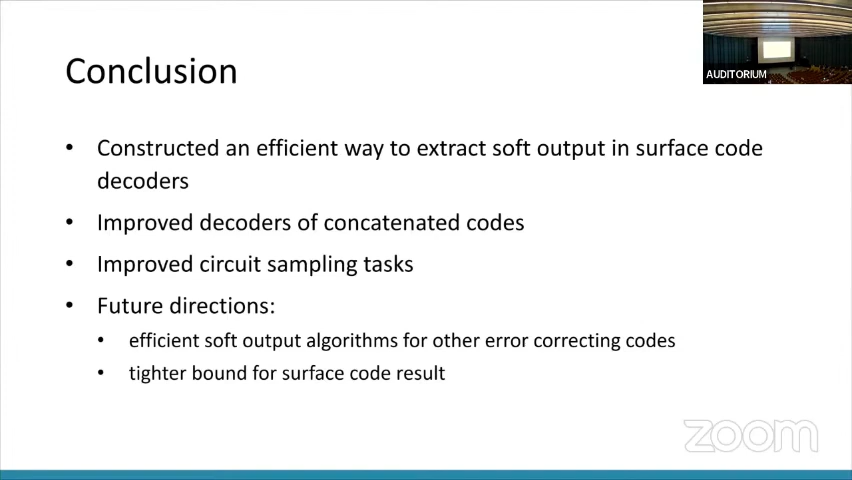 AUDITORIUM
Conclusion
• Constructed an efficient way to extract soft output in surface code
decoders
• Improved decoders of concatenated codes
• Improved circuit sampling tasks
• Future directions:
• efficient soft output algorithms for other error correcting codes
• tighter bound for surface code result
zoom